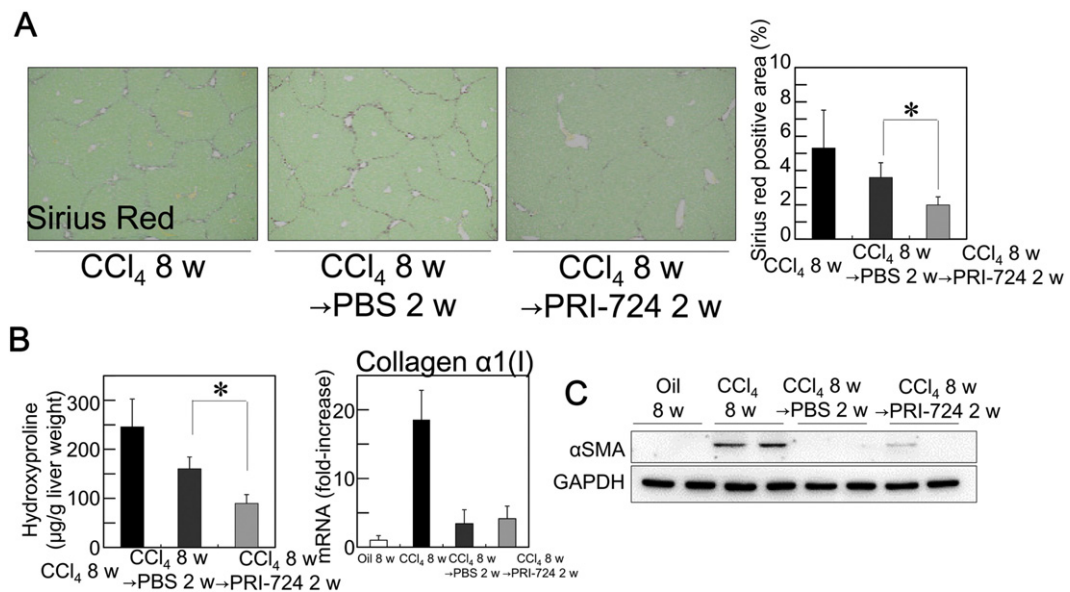 A
Sirius Red
CCl₄ 8 w
CCl₄ 8 w
→PBS 2 w
CCl₄ 8 w
→PRI-724 2 w
Sirius red positive area (%)
10
8
6
4
2
0
*
CCl₄ 8 w
CCl₄ 8 w
→PBS 2 w
CCl₄ 8 w
→PRI-724 2 w
B
Hydroxyproline
(μg/g liver weight)
300
200
100
0
*
CCl₄ 8 w
CCl₄ 8 w
→PBS 2 w
CCl₄ 8 w
→PRI-724 2 w
Collagen α1(I)
mRNA (fold-increase)
20
10
0
Oil 8 w
CCl₄ 8 w
CCl₄ 8 w
→PBS 2 w
CCl₄ 8 w
→PRI-724 2 w
C
Oil
8 w
CCl₄
8 w
CCl₄ 8 w
→PBS 2 w
CCl₄ 8 w
→PRI-724 2 w
αSMA
GAPDH